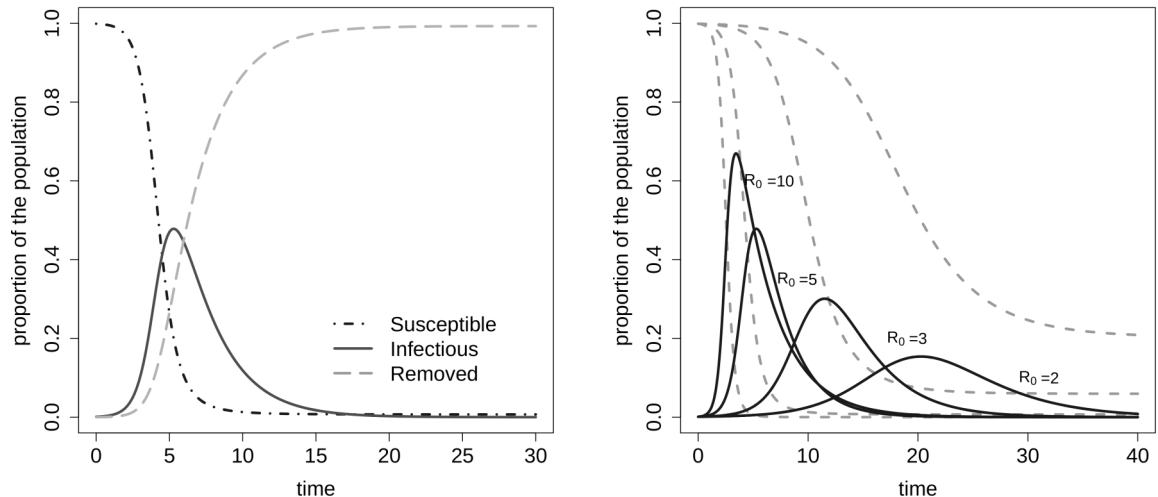 proportion of the population
1.0
0.8
0.6
0.4
0.2
0.0
Susceptible
Infectious
Removed
0 5 10 15 20 25 30
time
proportion of the population
1.0
0.8
0.6
0.4
0.2
0.0
R₀ =10
R₀ =5
R₀ =3
R₀ =2
0 10 20 30 40
time